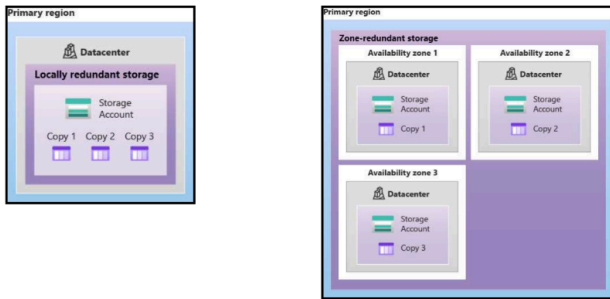 Primary region
Datacenter
Locally redundant storage
Storage
Account
Copy 1 Copy 2 Copy 3
Primary region
Zone-redundant storage
Availability zone 1
Datacenter
Storage
Account
Copy 1
Availability zone 2
Datacenter
Storage
Account
Copy 2
Availability zone 3
Datacenter
Storage
Account
Copy 3